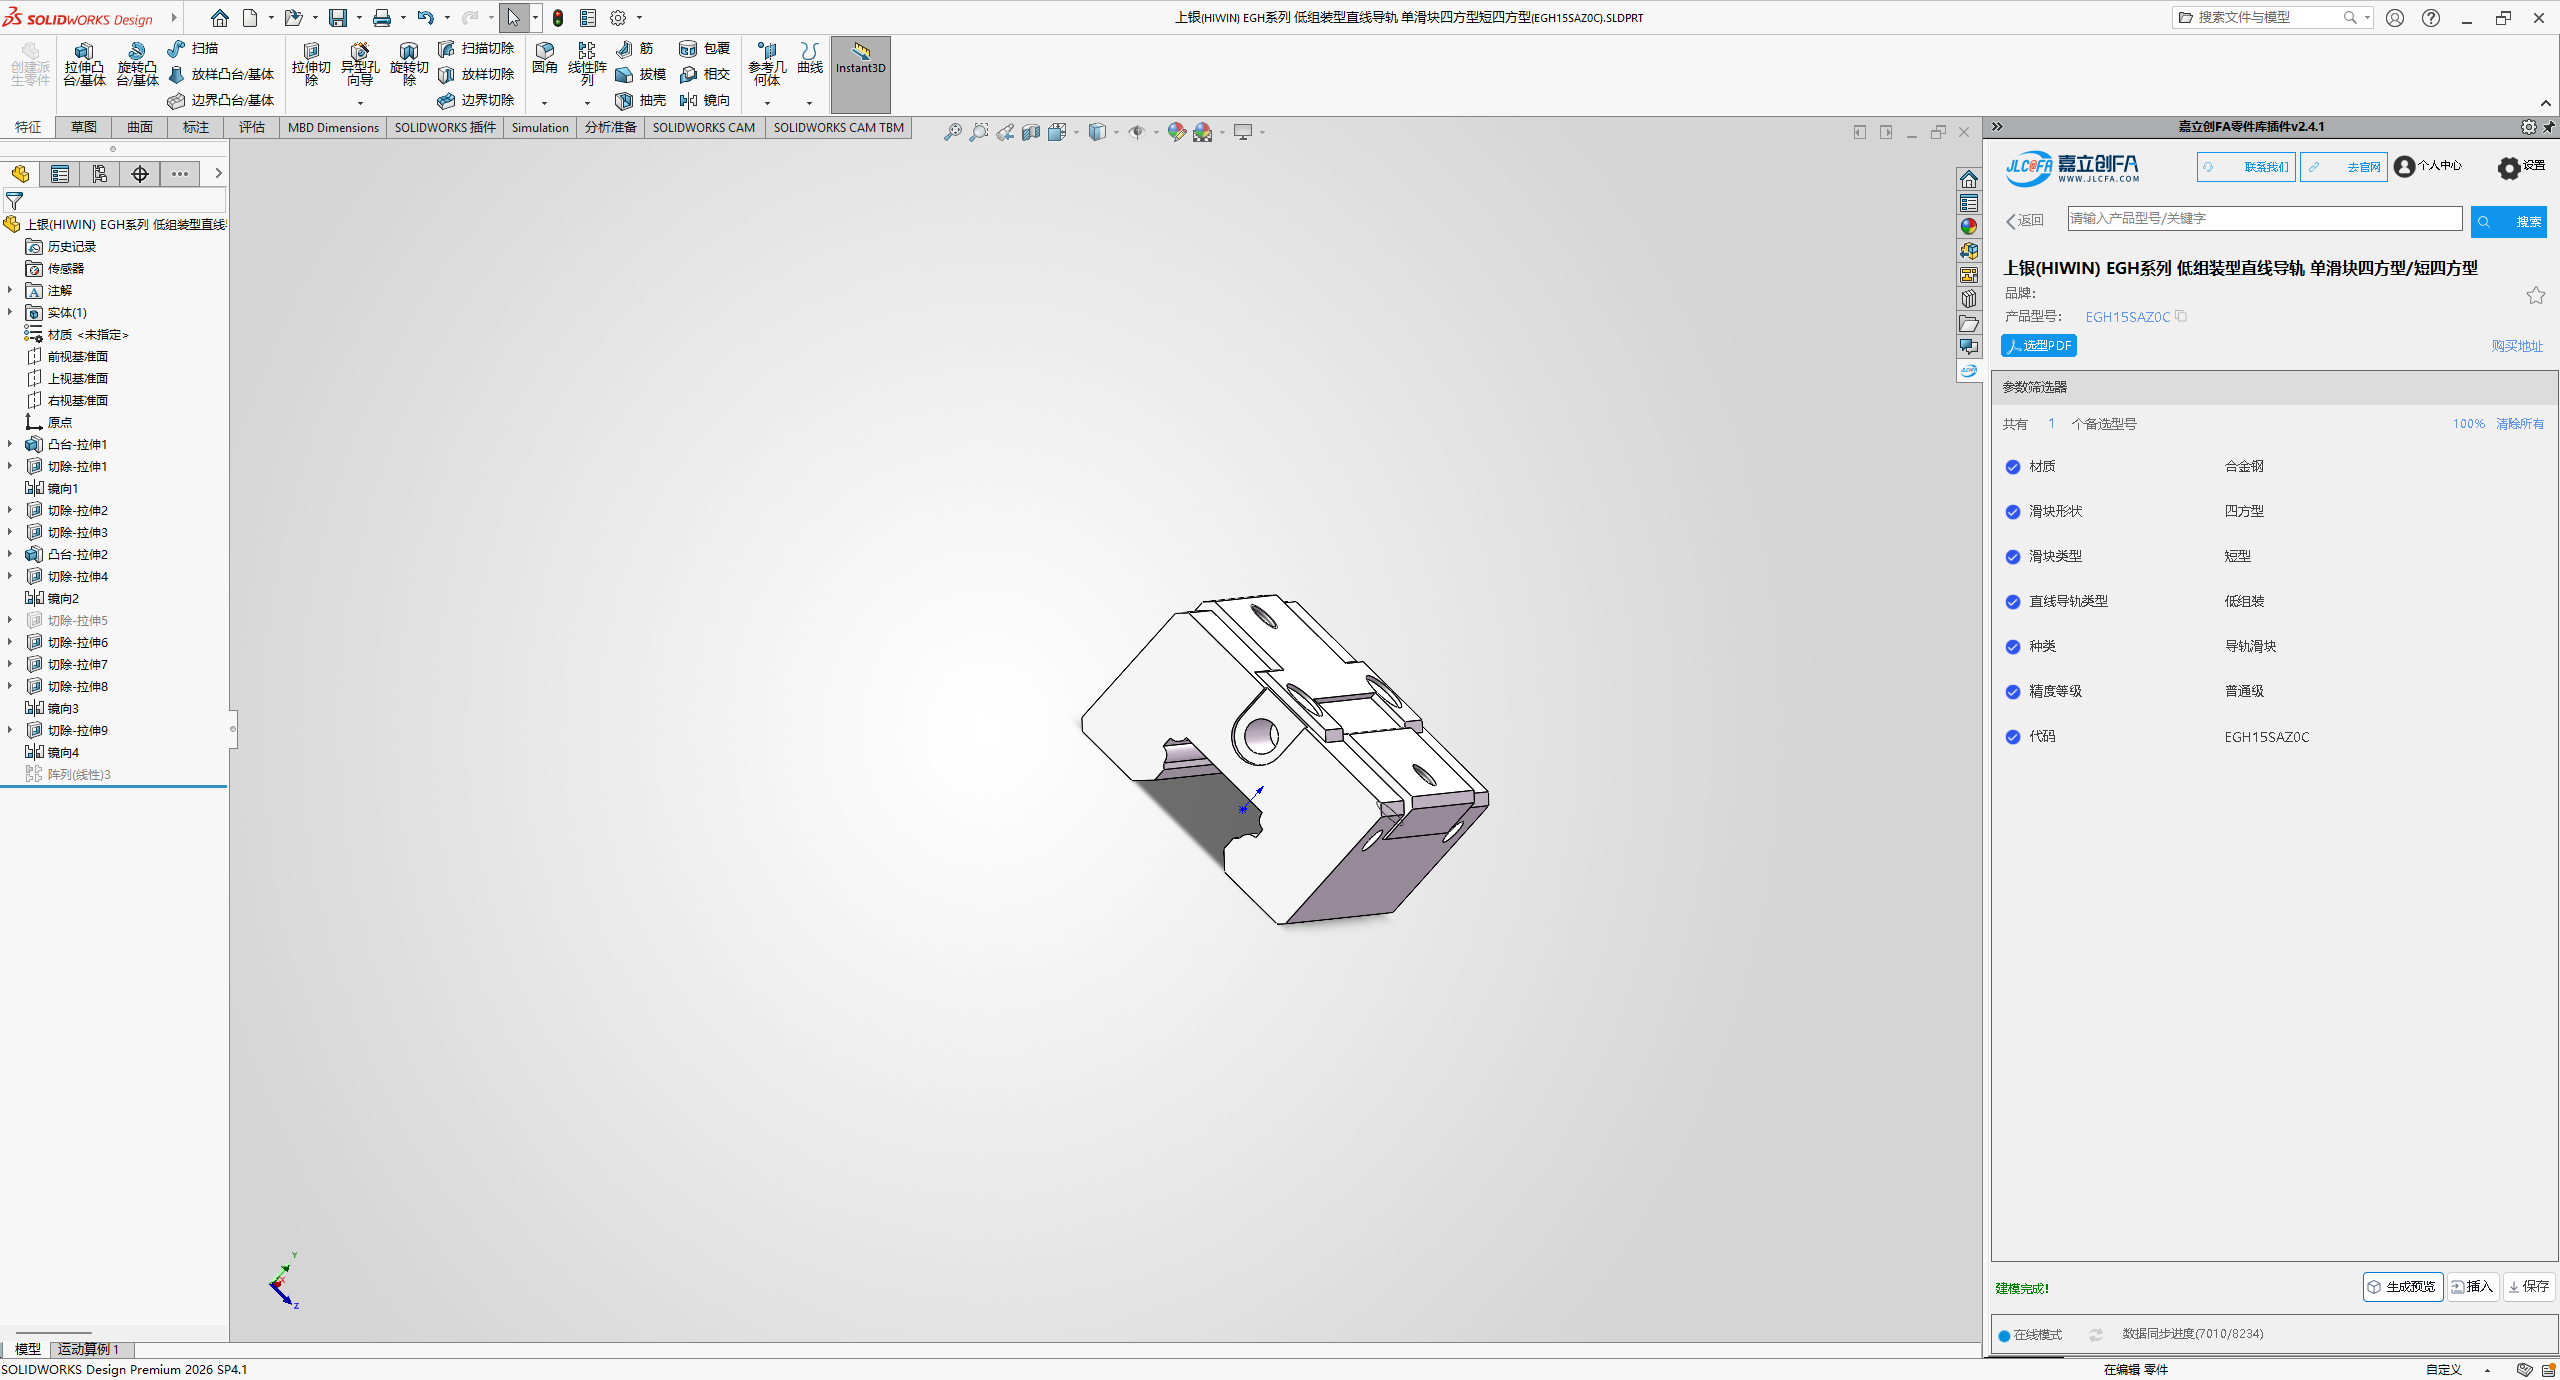 SOLIDWORKS Design
上银(HIWIN) EGH系列 低组装型直线导轨 单滑块四方型短四方型(EGH15SAZ0C).SLDPRT
搜索文件与模型
创建派生零件
拉伸凸台/基体
旋转凸台/基体
扫描
放样凸台/基体
边界凸台/基体
拉伸切除
异型孔向导
旋转切除
扫描切除
放样切除
边界切除
圆角
线性阵列
筋
拔模
抽壳
包覆
相交
镜向
参考几何体
曲线
Instant3D
特征
草图
曲面
标注
评估
MBD Dimensions
SOLIDWORKS 插件
Simulation
分析准备
SOLIDWORKS CAM
SOLIDWORKS CAM TBM
上银(HIWIN) EGH系列 低组装型直线
历史记录
传感器
注解
实体(1)
材质 <未指定>
前视基准面
上视基准面
右视基准面
原点
凸台-拉伸1
切除-拉伸1
镜向1
切除-拉伸2
切除-拉伸3
凸台-拉伸2
切除-拉伸4
镜向2
切除-拉伸5
切除-拉伸6
切除-拉伸7
切除-拉伸8
镜向3
切除-拉伸9
镜向4
阵列(线性)3
Y
X
Z
嘉立创FA零件库插件v2.4.1
JLC@FA 嘉立创FA
WWW.JLCFA.COM
联系我们
去官网
个人中心
设置
返回
请输入产品型号/关键字
搜索
上银(HIWIN) EGH系列 低组装型直线导轨 单滑块四方型/短四方型
品牌:
产品型号: EGH15SAZ0C
选型PDF
购买地址
参数筛选器
共有 1 个备选型号
100% 清除所有
材质 合金钢
滑块形状 四方型
滑块类型 短型
直线导轨类型 低组装
种类 导轨滑块
精度等级 普通级
代码 EGH15SAZ0C
建模完成!
生成预览
插入
保存
在线模式
数据同步进度(7010/8234)
模型
运动算例 1
SOLIDWORKS Design Premium 2026 SP4.1
在编辑 零件
自定义